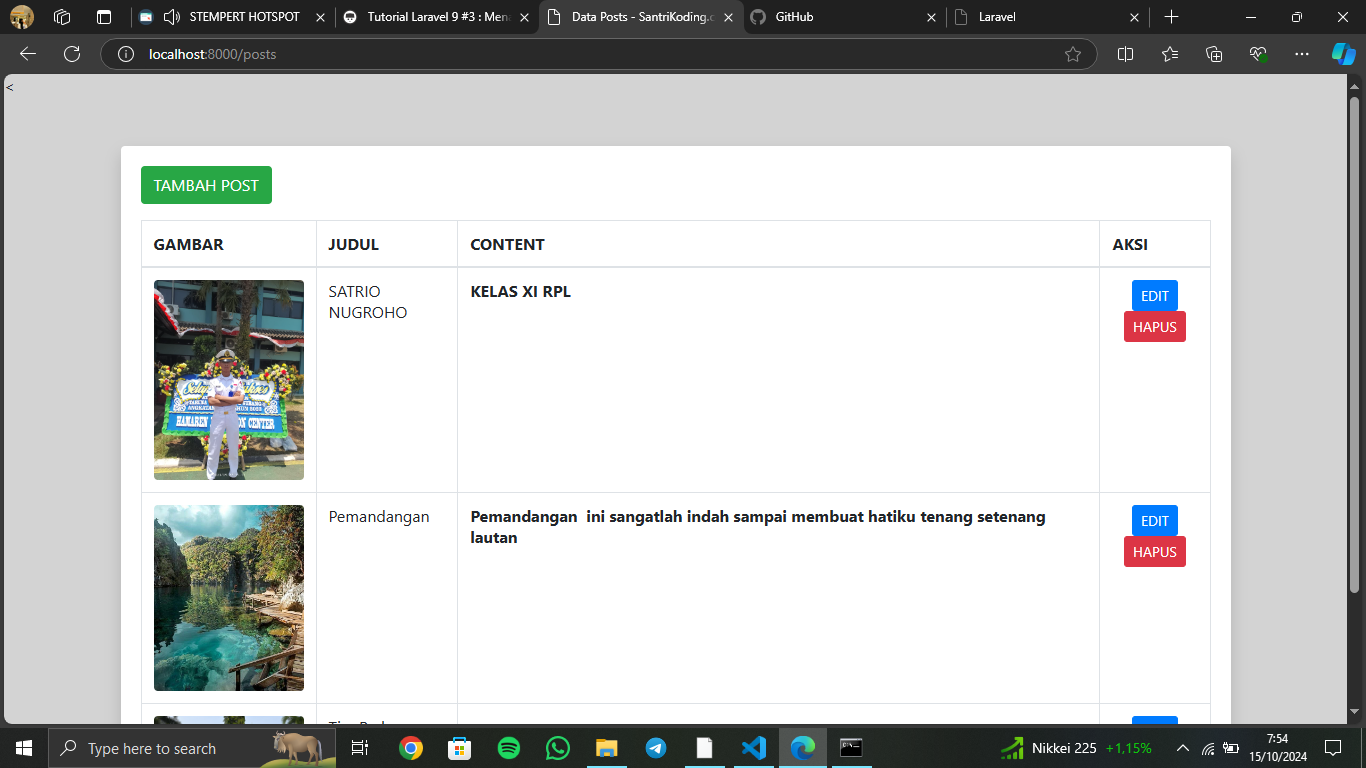 STEMPERT HOTSPOT
Tutorial Laravel 9 #3 : Men
Data Posts - SantriKoding.c
GitHub
Laravel
localhost:8000/posts
<
TAMBAH POST
GAMBAR JUDUL CONTENT AKSI
SATRIO NUGROHO
KELAS XI RPL
EDIT
HAPUS
HAMAREN
CENTER
Pemandangan
Pemandangan ini sangatlah indah sampai membuat hatiku tenang setenang
lautan
EDIT
HAPUS
Type here to search
Nikkei 225 +1,15%
7:54
15/10/2024